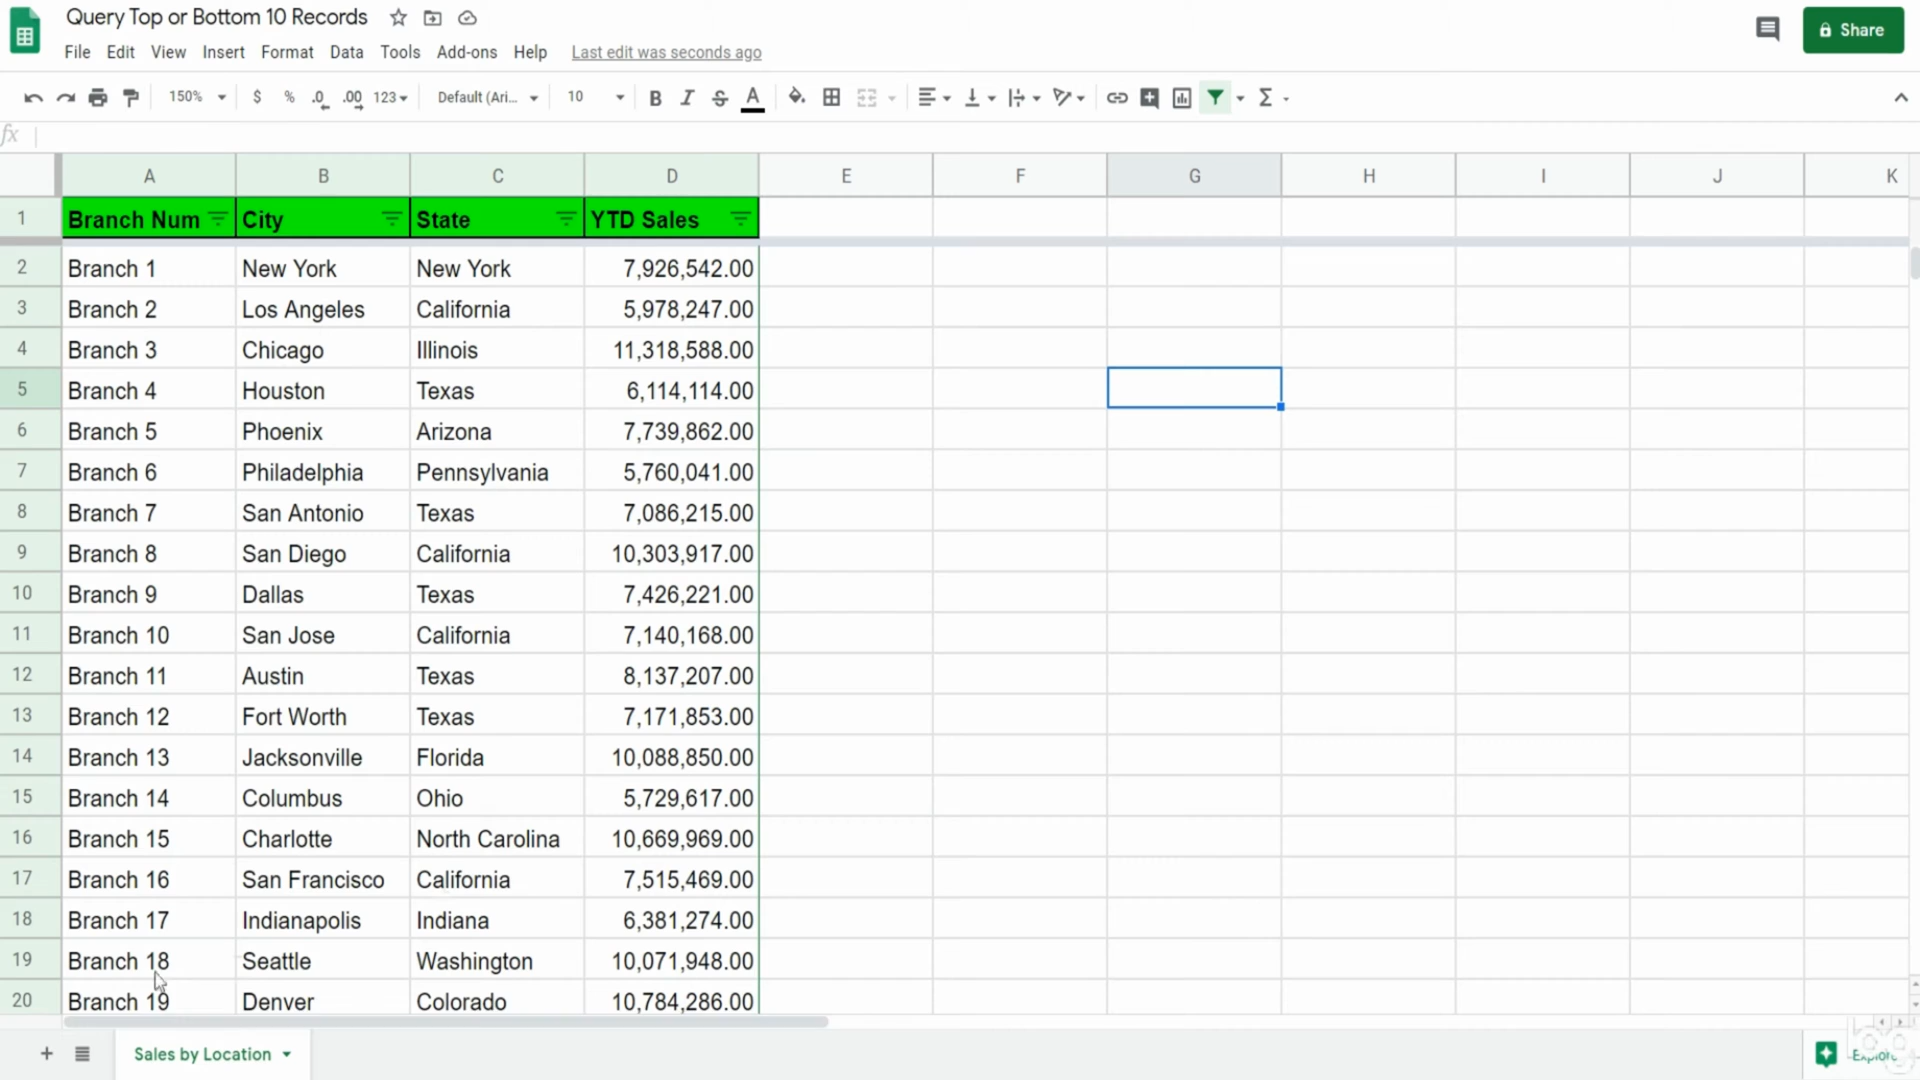 Query Top or Bottom 10 Records
File Edit View Insert Format Data Tools Add-ons Help Last edit was seconds ago
Share
150% $ % .0 .00 123 Default (Ari... 10 B I S A Σ
fx
A B C D E F G H I J K
1 Branch Num City State YTD Sales
2 Branch 1 New York New York 7,926,542.00
3 Branch 2 Los Angeles California 5,978,247.00
4 Branch 3 Chicago Illinois 11,318,588.00
5 Branch 4 Houston Texas 6,114,114.00
6 Branch 5 Phoenix Arizona 7,739,862.00
7 Branch 6 Philadelphia Pennsylvania 5,760,041.00
8 Branch 7 San Antonio Texas 7,086,215.00
9 Branch 8 San Diego California 10,303,917.00
10 Branch 9 Dallas Texas 7,426,221.00
11 Branch 10 San Jose California 7,140,168.00
12 Branch 11 Austin Texas 8,137,207.00
13 Branch 12 Fort Worth Texas 7,171,853.00
14 Branch 13 Jacksonville Florida 10,088,850.00
15 Branch 14 Columbus Ohio 5,729,617.00
16 Branch 15 Charlotte North Carolina 10,669,969.00
17 Branch 16 San Francisco California 7,515,469.00
18 Branch 17 Indianapolis Indiana 6,381,274.00
19 Branch 18 Seattle Washington 10,071,948.00
20 Branch 19 Denver Colorado 10,784,286.00
Sales by Location Explore